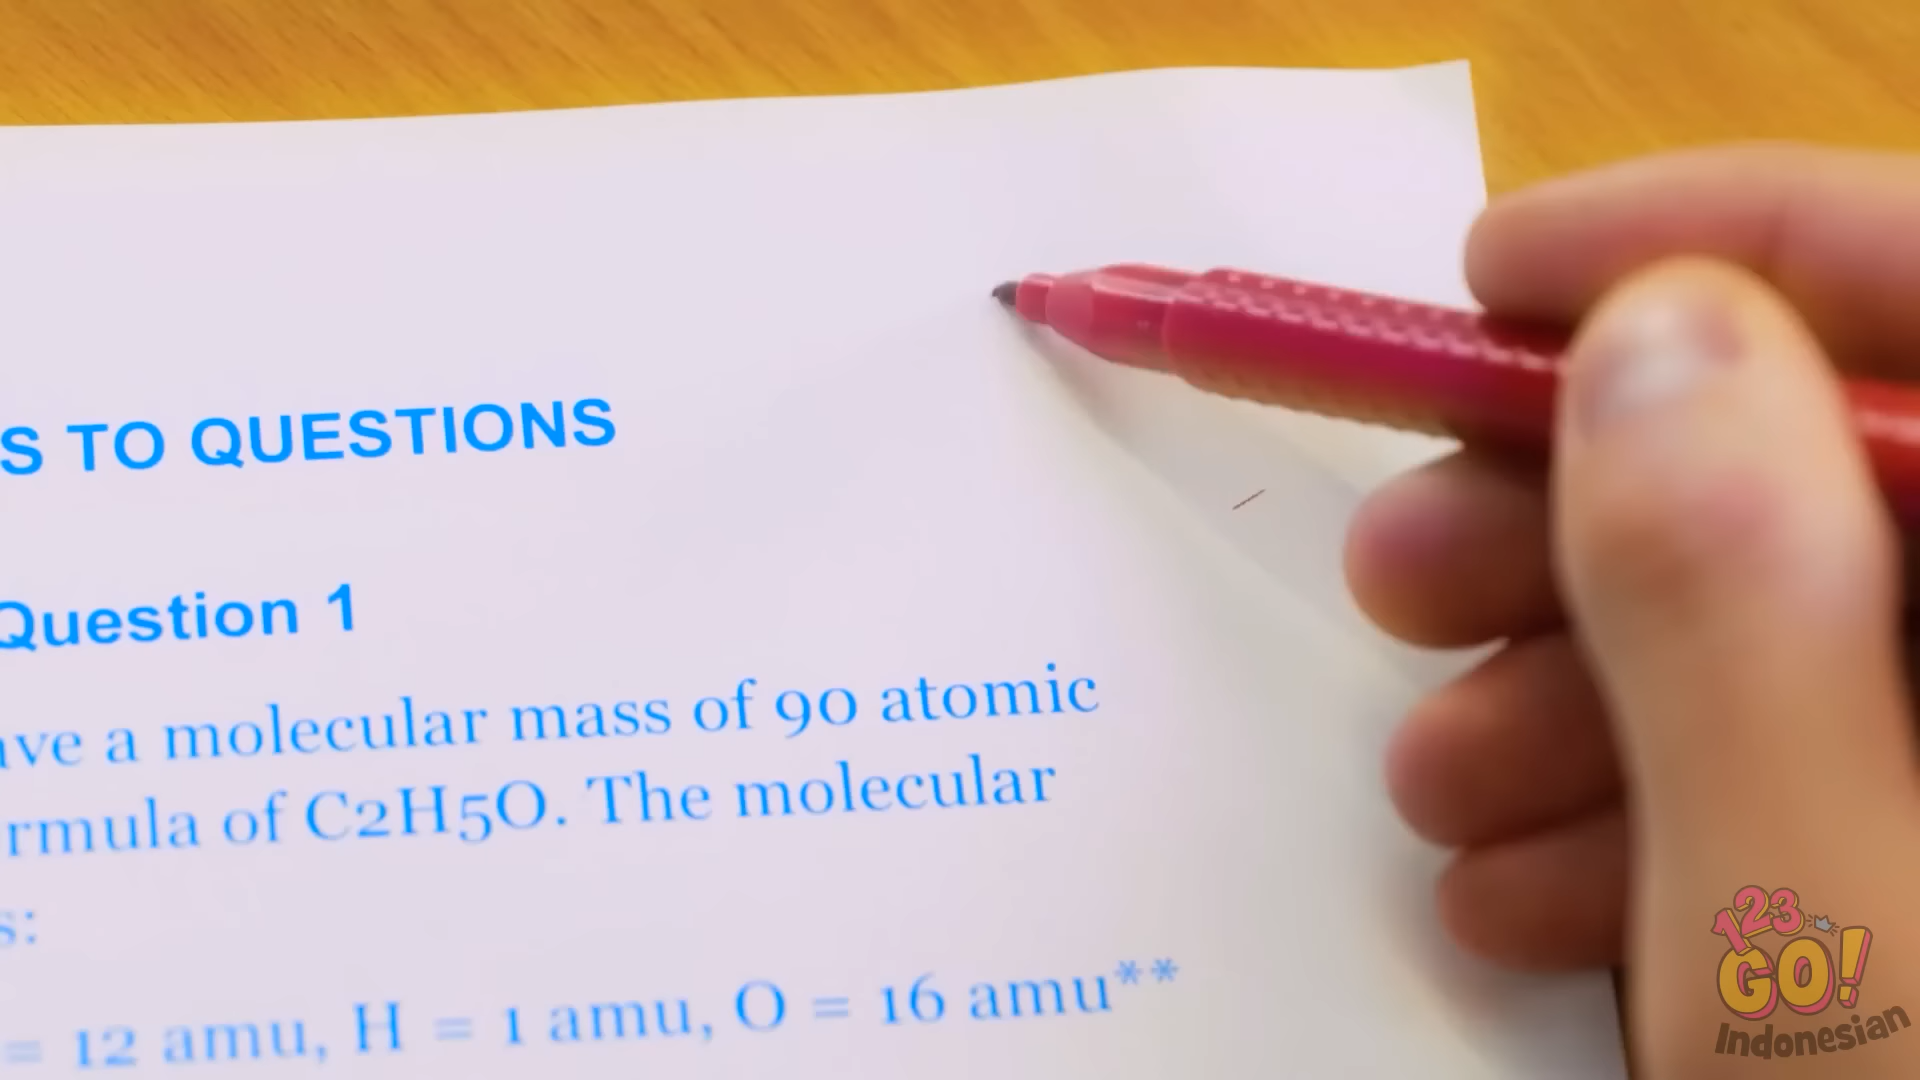 S TO QUESTIONS
Question 1
ave a molecular mass of 90 atomic
rmula of C2H5O. The molecular
s:
= 12 amu, H = 1 amu, O = 16 amu**
123
GO!
Indonesian